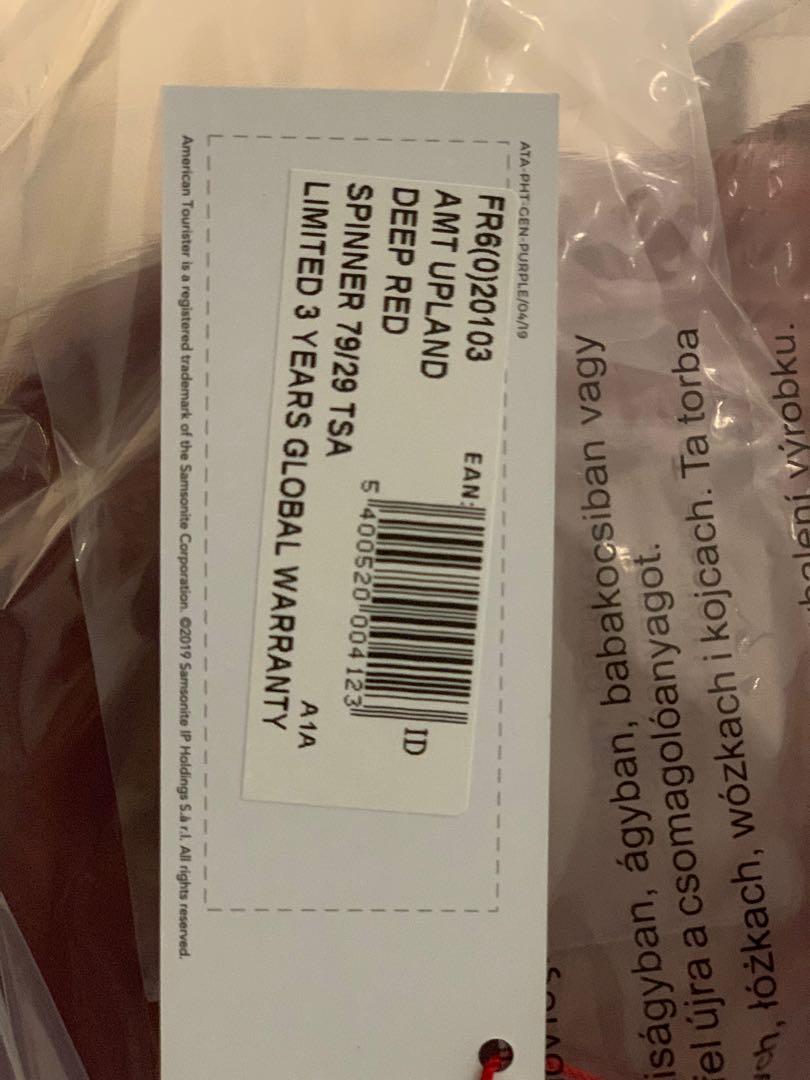 ATA-PHT-GEN-PURPLE/04/19
FR6(0)20103
AMT UPLAND
DEEP RED
SPINNER 79/29 TSA
LIMITED 3 YEARS GLOBAL WARRANTY
EAN:
5 400520 004123
ID
A1A
American Tourister is a registered trademark of the Samsonite Corporation. ©2019 Samsonite IP Holdings S.à r.l. All rights reserved.
iságyban, ágyban, babakocsiban vagy
fel újra a csomagolóanyagot.
łóżkach, wózkach i kojcach. Ta torba
výrobku.